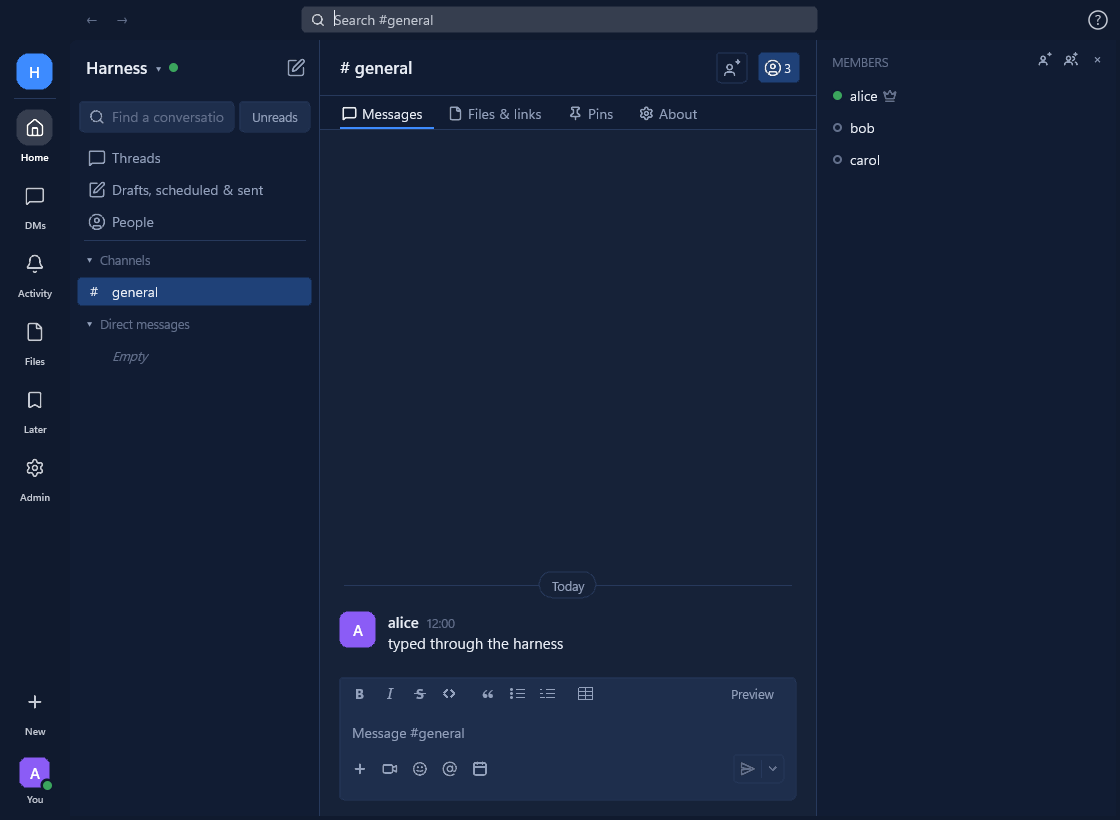 Search #general
H
Harness
# general
3
MEMBERS
Find a conversatio
Unreads
Messages
Files & links
Pins
About
alice
bob
carol
Home
Threads
Drafts, scheduled & sent
People
DMs
Channels
# general
Activity
Direct messages
Empty
Files
Later
Admin
Today
A
alice 12:00
typed through the harness
B I S
Preview
Message #general
New
A
You